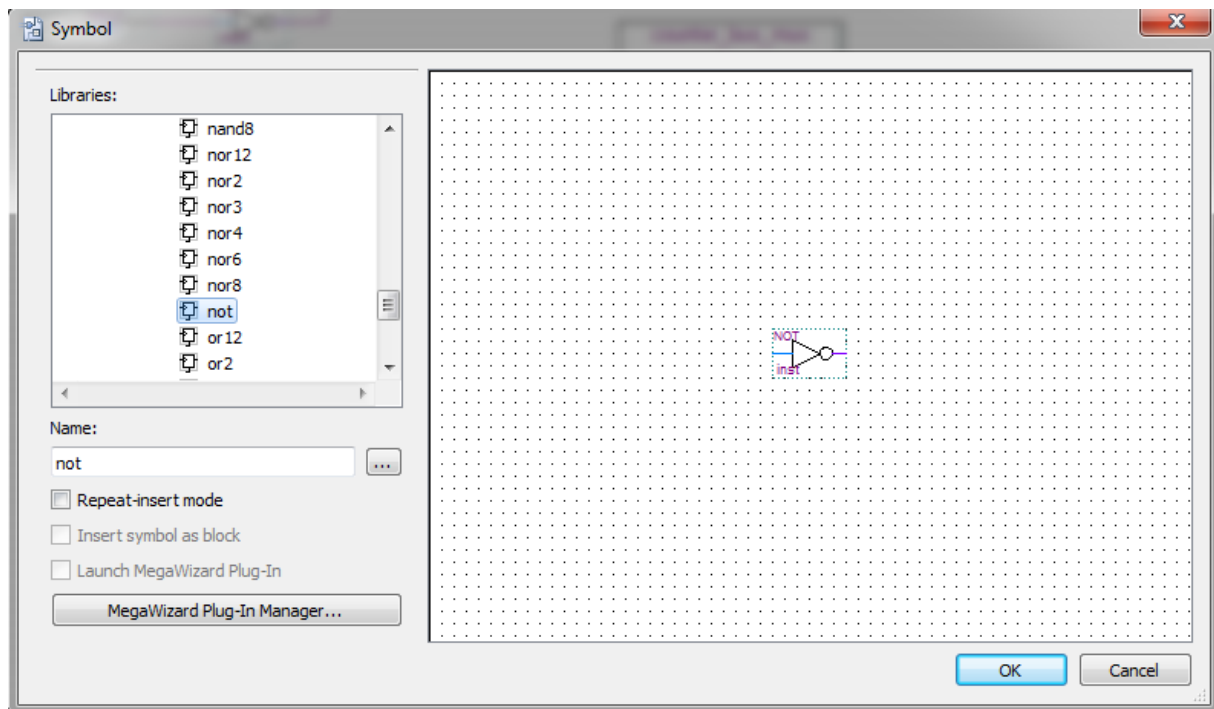 Symbol
Libraries:
nand8
nor12
nor2
nor3
nor4
nor6
nor8
not
or12
or2
Name:
not
...
Repeat-insert mode
Insert symbol as block
Launch MegaWizard Plug-In
MegaWizard Plug-In Manager...
NOT
inst
OK
Cancel